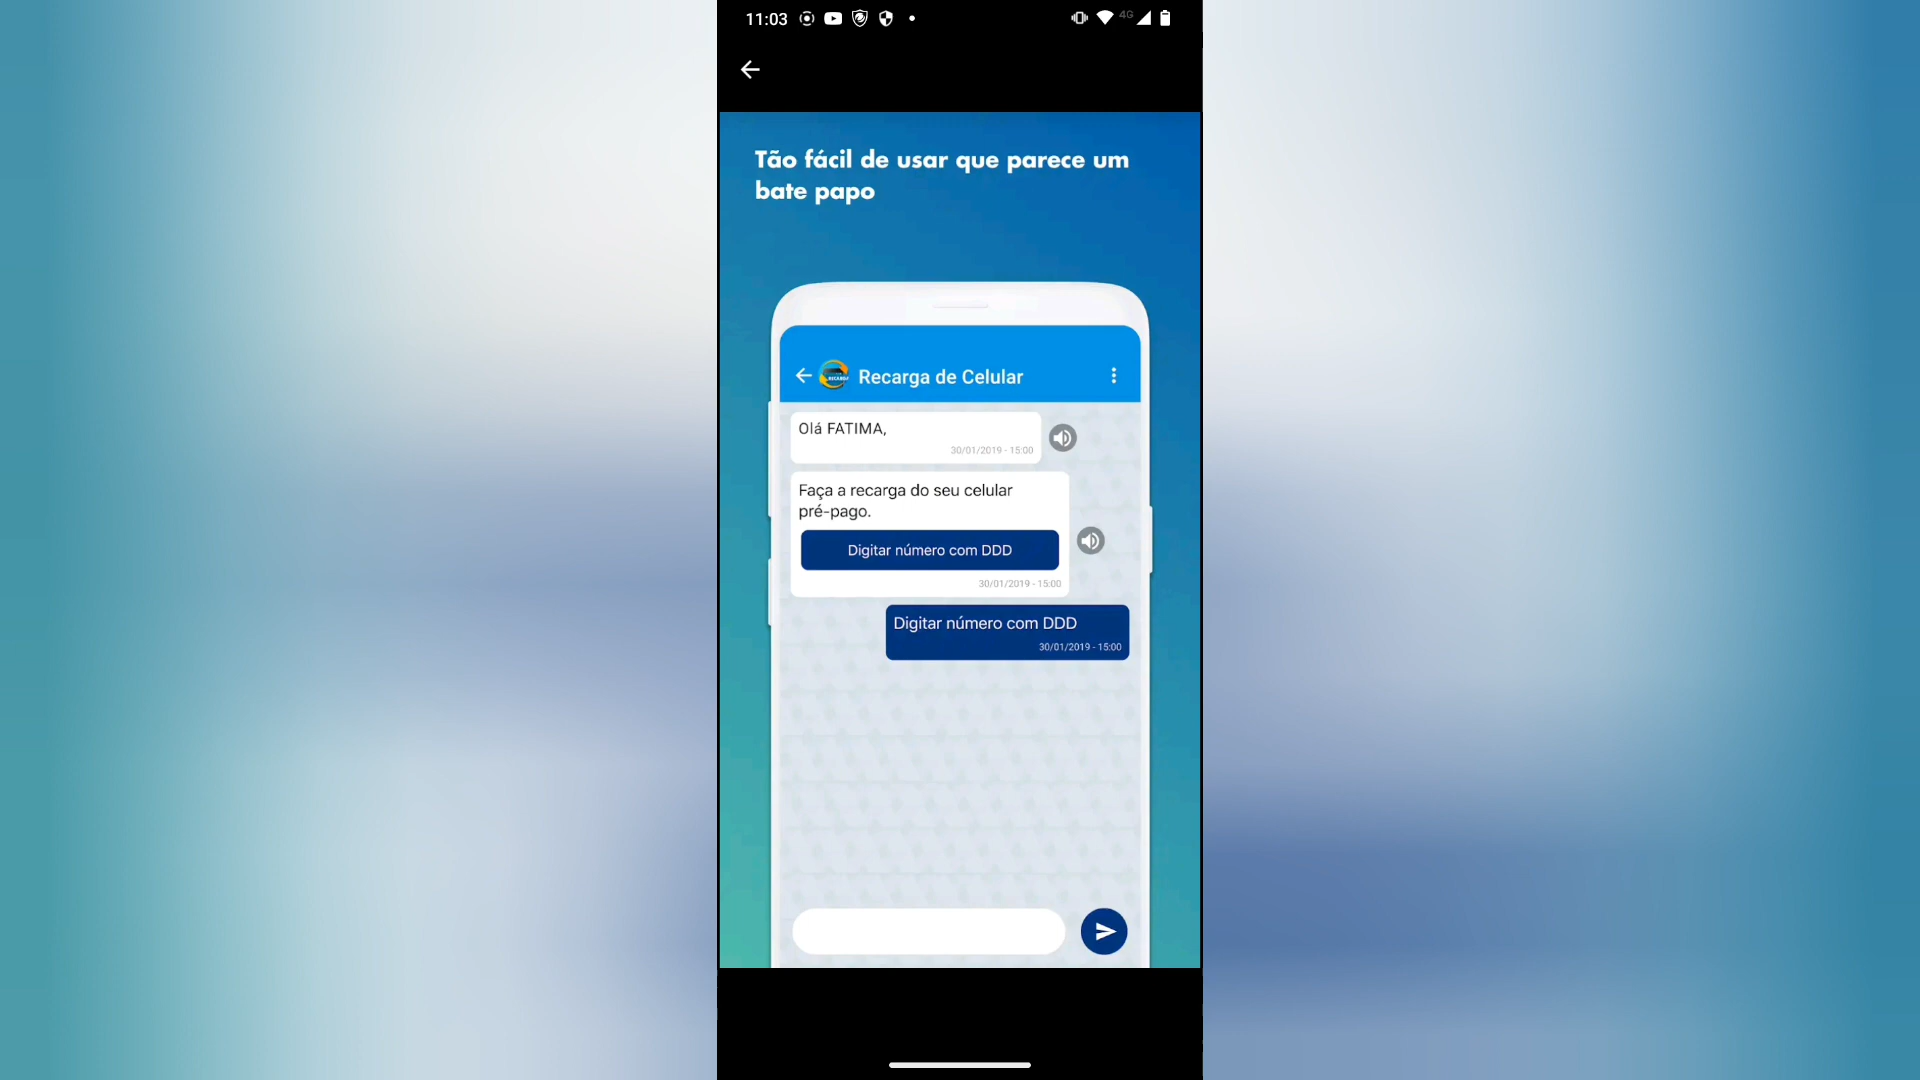 11:03
4G
Tão fácil de usar que parece um
bate papo
RECARGA
Recarga de Celular
Olá FATIMA,
30/01/2019 - 15:00
Faça a recarga do seu celular
pré-pago.
Digitar número com DDD
30/01/2019 - 15:00
Digitar número com DDD
30/01/2019 - 15:00